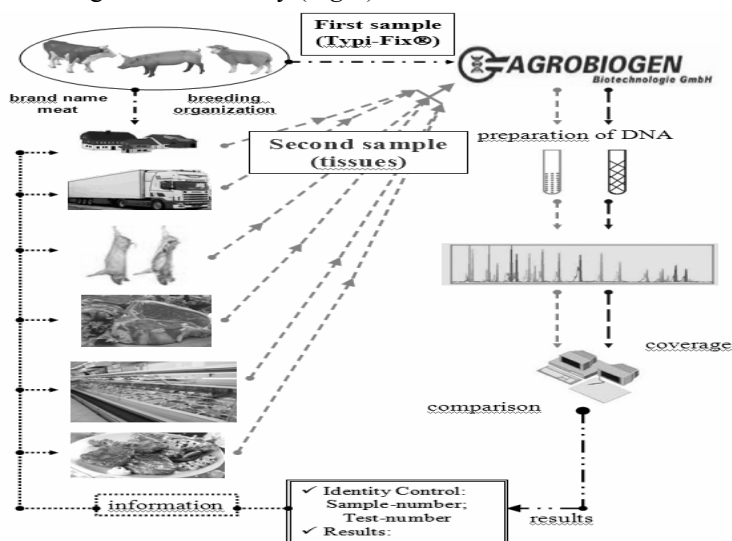 First sample
(Typi-Fix®)
AGROBIOGEN
Biotechnologie GmbH
brand name
meat
breeding
organization
Second sample
(tissues)
preparation of DNA
coverage
comparison
information
✓ Identity Control:
Sample-number;
Test-number
✓ Results:
results